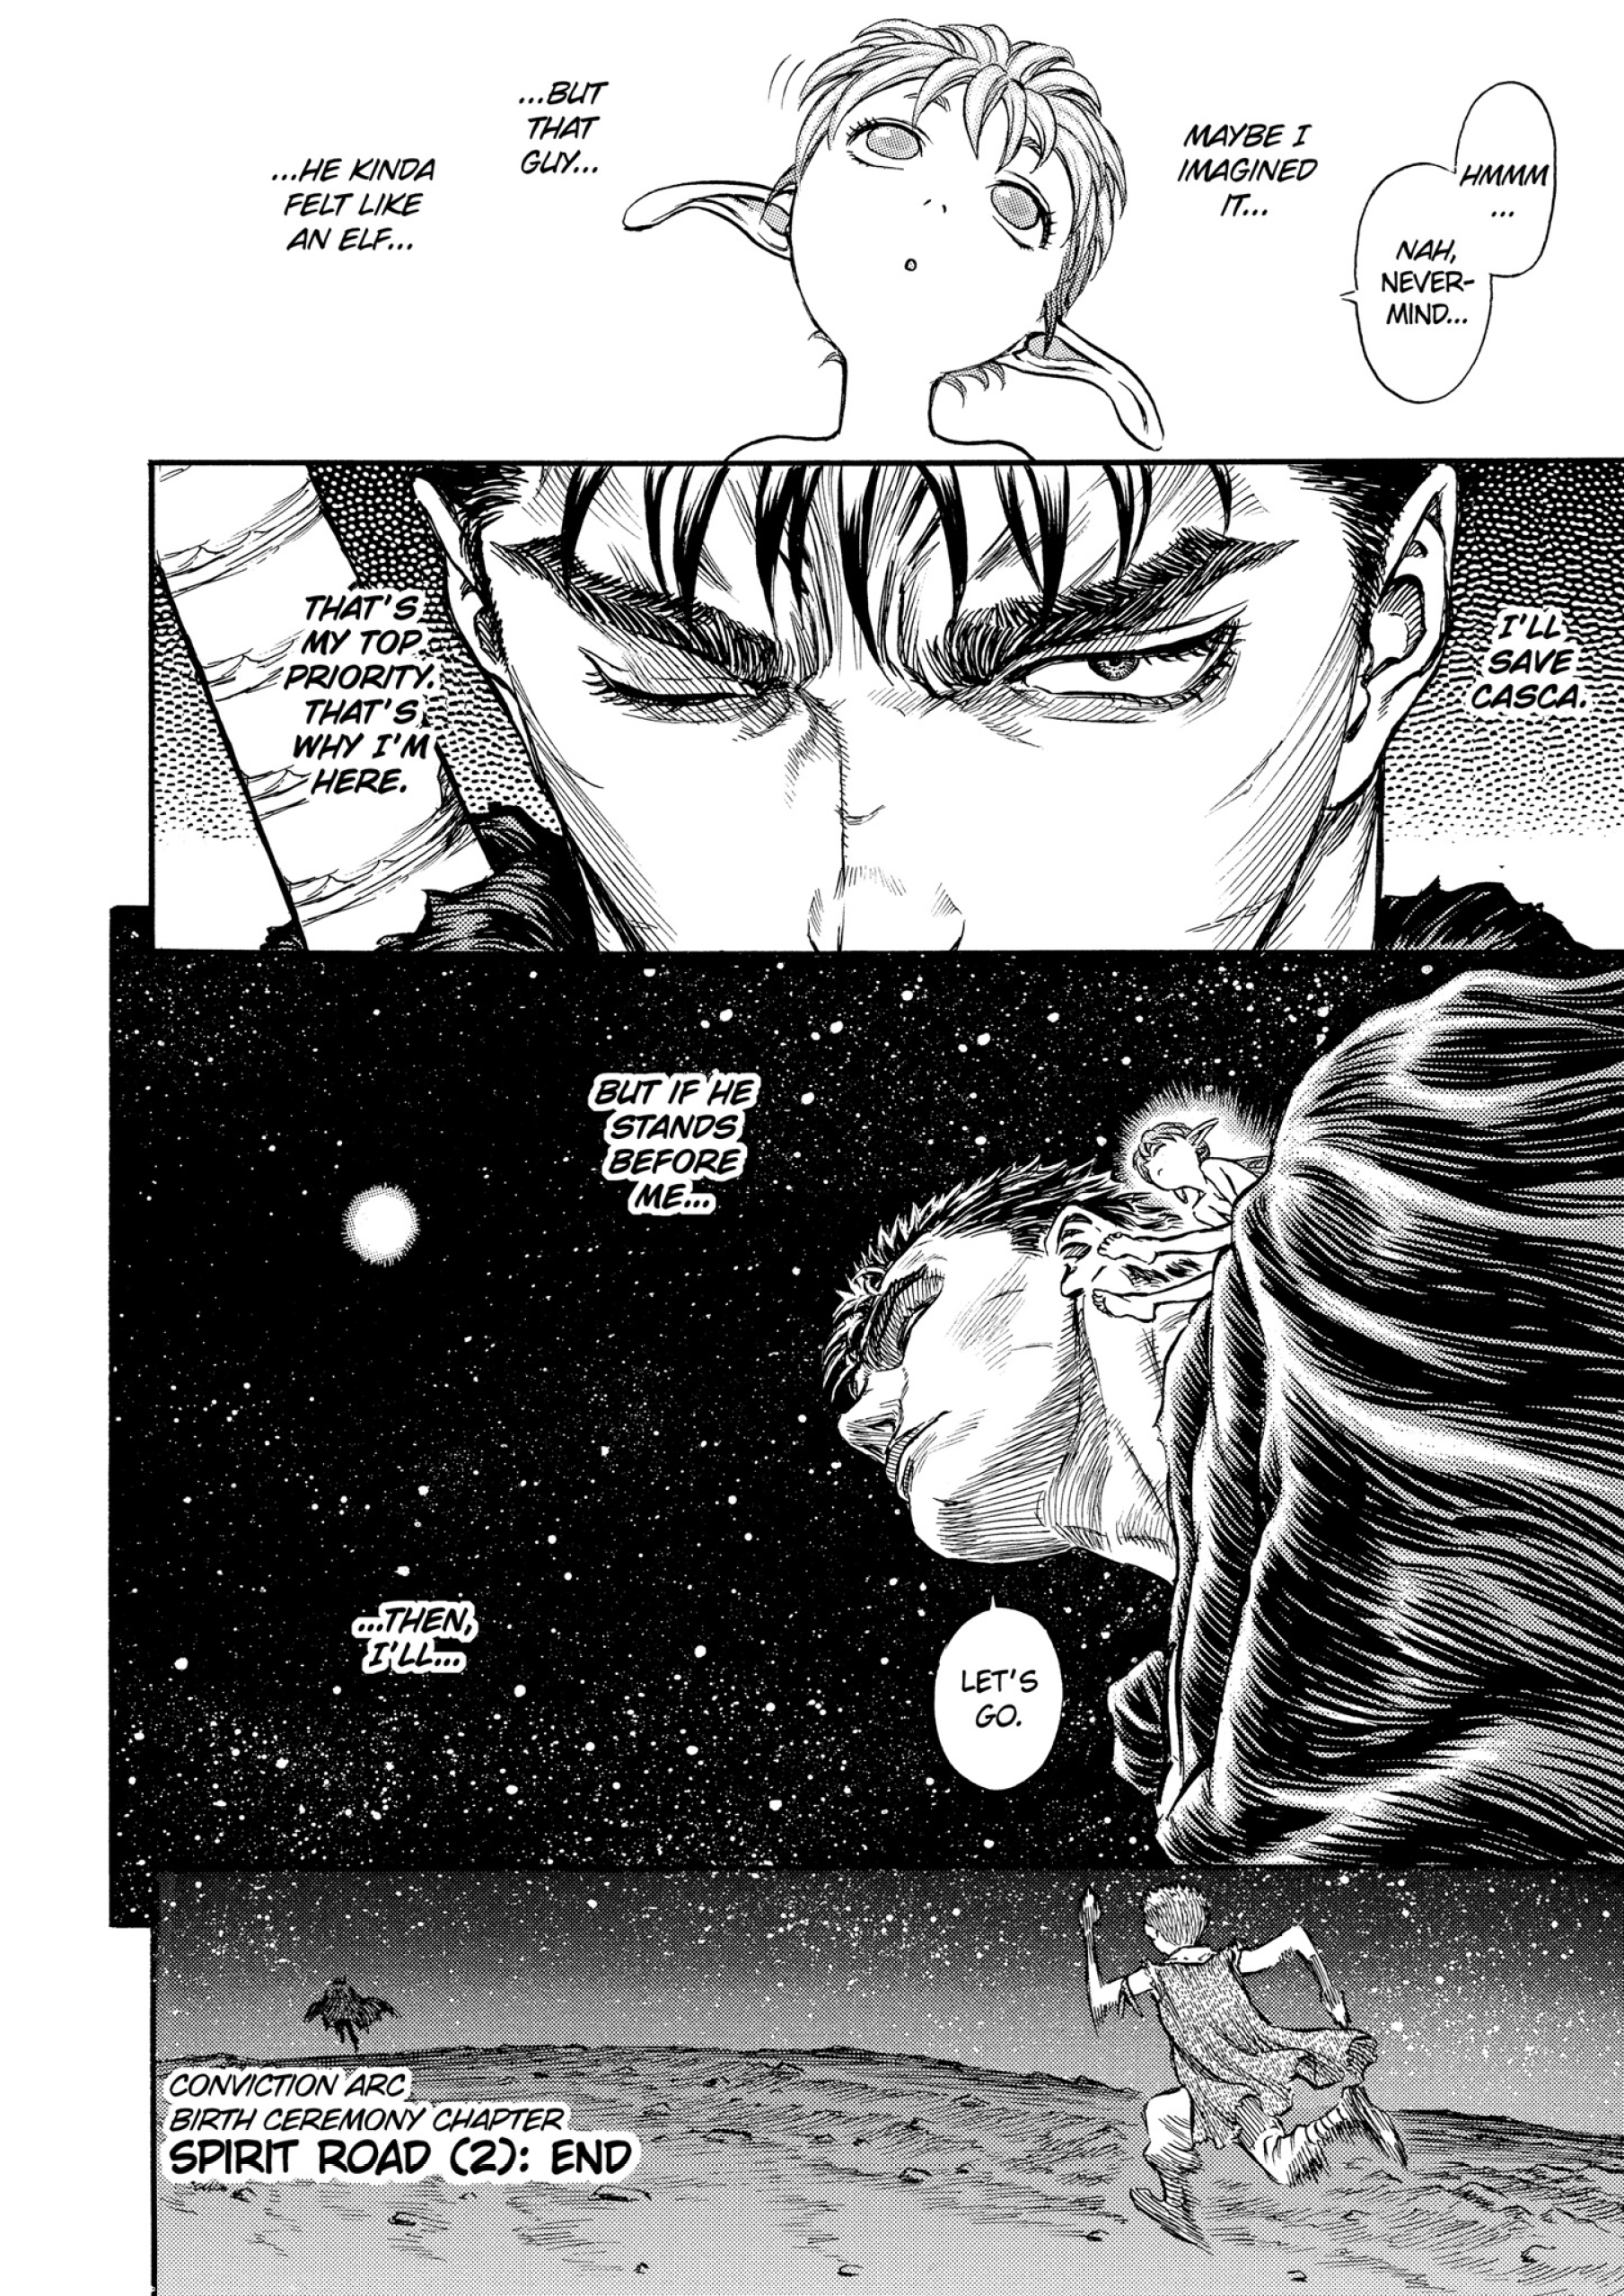 HMMM
...
NAH,
NEVER-
MIND...
MAYBE I
IMAGINED
IT...
...BUT
THAT
GUY...
...HE KINDA
FELT LIKE
AN ELF...
I'LL
SAVE
CASCA.
THAT'S
MY TOP
PRIORITY.
THAT'S
WHY I'M
HERE.
BUT IF HE
STANDS
BEFORE
ME...
...THEN,
I'LL...
LET'S
GO.
CONVICTION ARC
BIRTH CEREMONY CHAPTER
SPIRIT ROAD (2): END